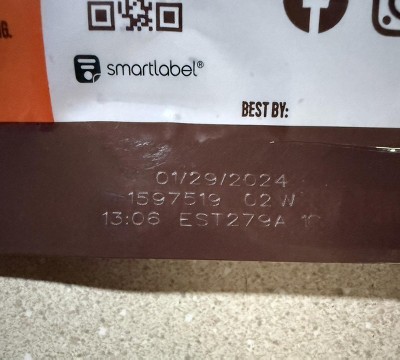 G.
smartlabel®
BEST BY:
01/29/2024
1597519 02 W
13:06 EST279A